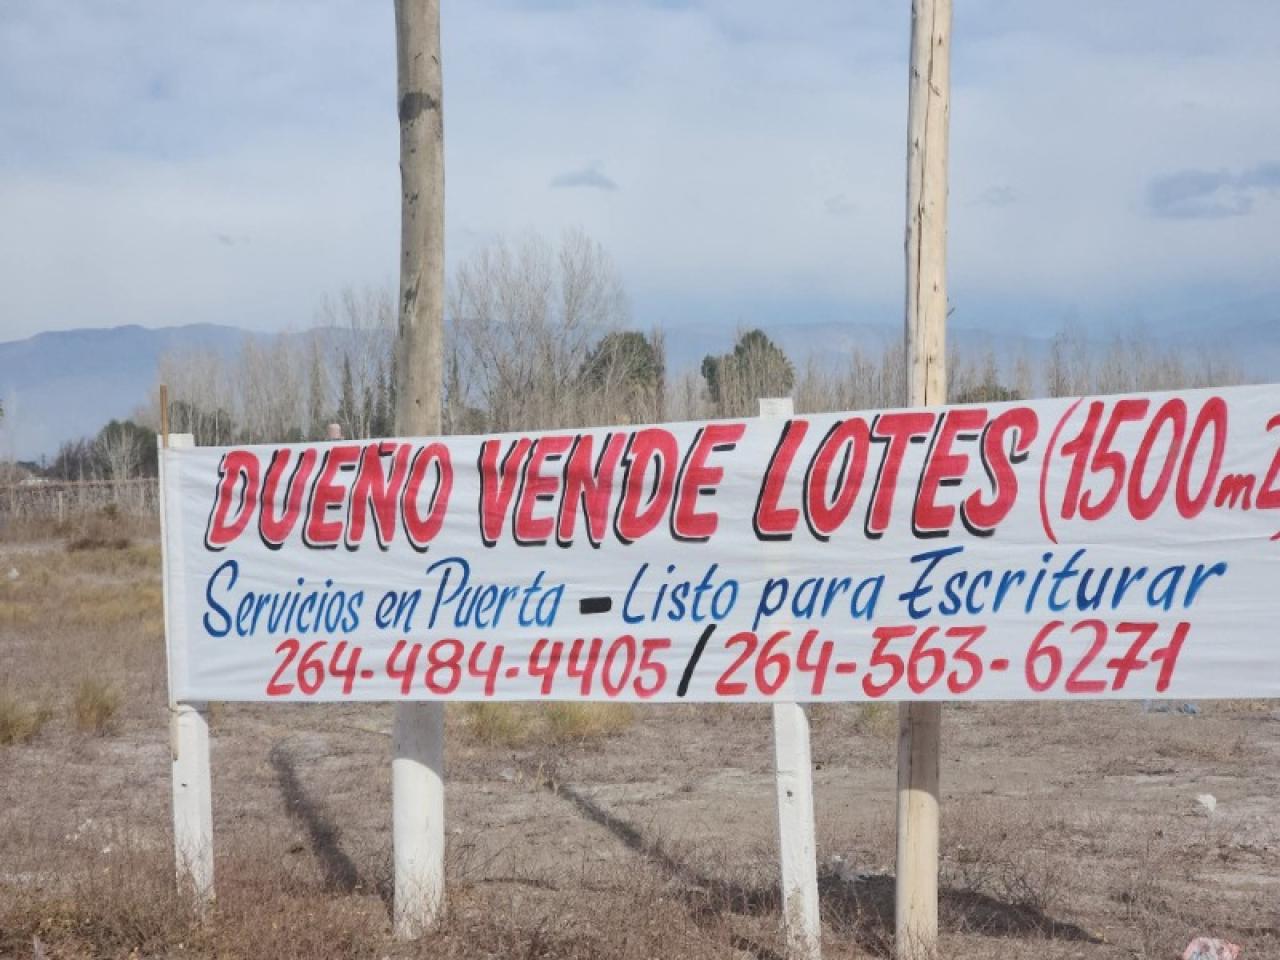 DUEÑO VENDE LOTES (1500m2)
Servicios en Puerta - Listo para Escriturar
264-484-4405 / 264-563-6271